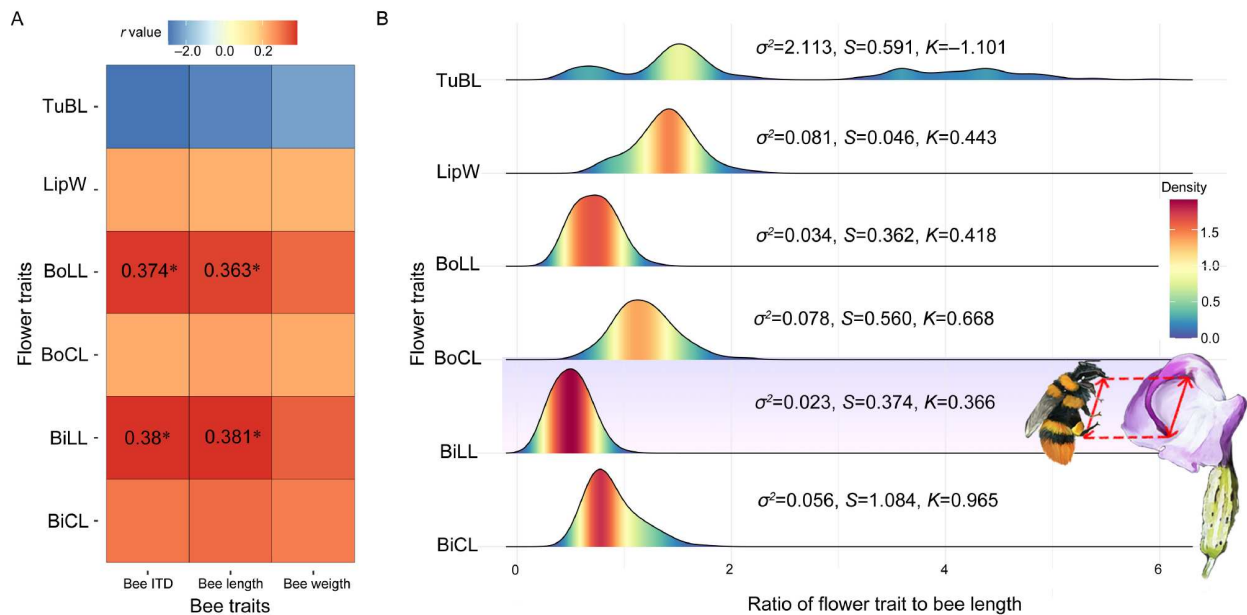 A
r value
−2.0 0.0 0.2
TuBL
LipW
BoLL
BoCL
BiLL
BiCL
Flower traits
0.374* 0.363*
0.38* 0.381*
Bee ITD Bee length Bee weigth
Bee traits
B
σ²=2.113, S=0.591, K=−1.101
TuBL
σ²=0.081, S=0.046, K=0.443
LipW
σ²=0.034, S=0.362, K=0.418
BoLL
σ²=0.078, S=0.560, K=0.668
BoCL
σ²=0.023, S=0.374, K=0.366
BiLL
σ²=0.056, S=1.084, K=0.965
BiCL
Flower traits
Density
1.5
1.0
0.5
0.0
0 2 4 6
Ratio of flower trait to bee length